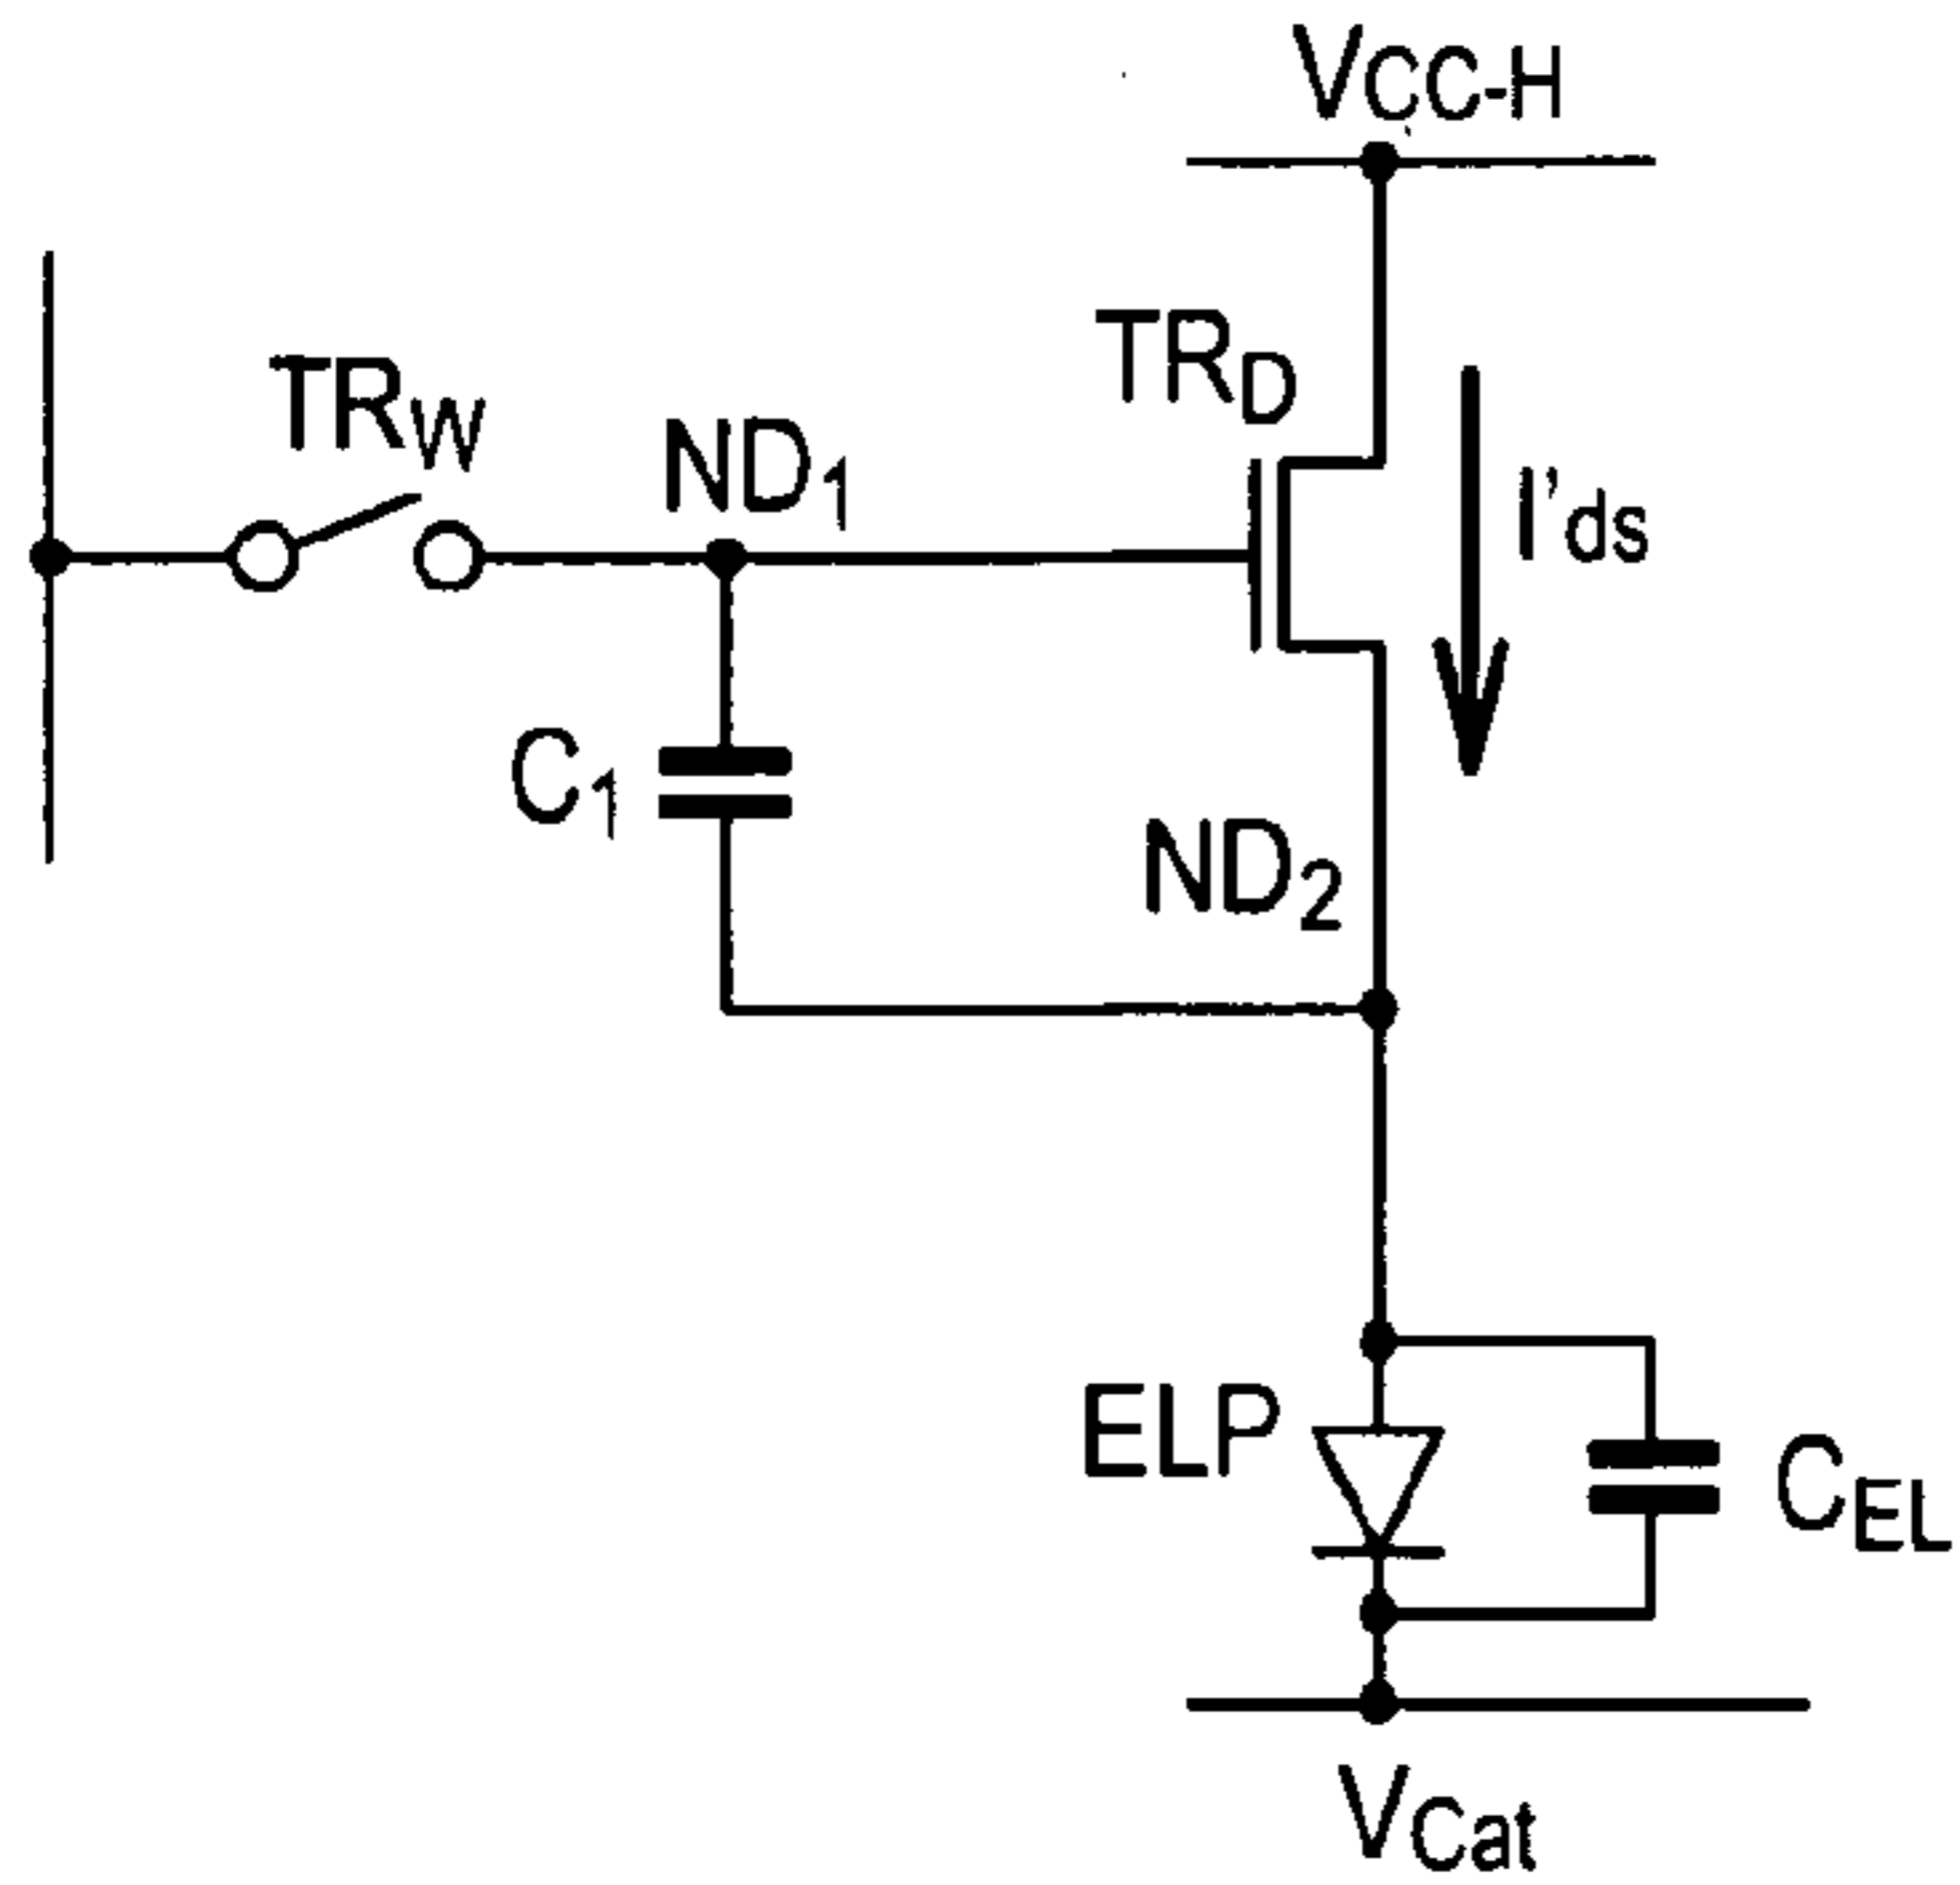 VCC-H
TRD
TRW
ND1
I'ds
C1
ND2
ELP
CEL
VCat